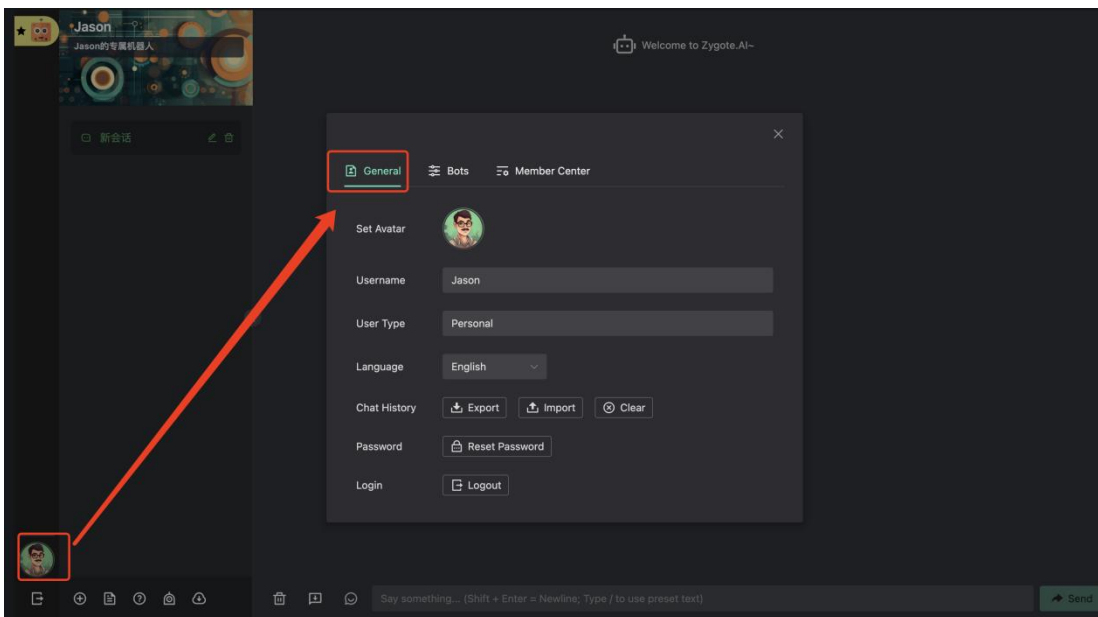 Jason
Jason的专属机器人
Welcome to Zygote.AI~
新会话
General
Bots
Member Center
Set Avatar
Username
Jason
User Type
Personal
Language
English
Chat History
Export
Import
Clear
Password
Reset Password
Login
Logout
Say something... (Shift + Enter = Newline; Type / to use preset text)
Send